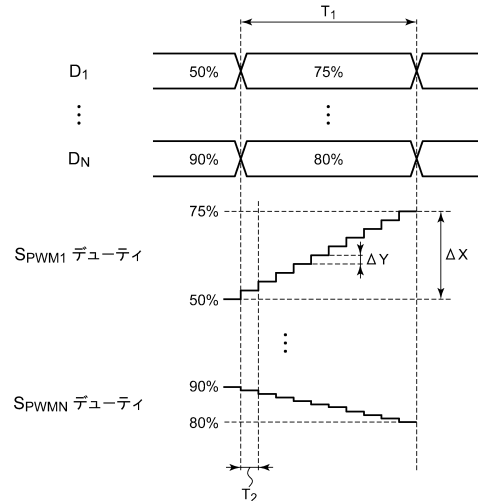 T1
D1 50% 75%
⋮ ⋮
DN 90% 80%
75%
SPWM1 デューティ
ΔY ΔX
50%
⋮
90%
SPWMN デューティ
80%
T2